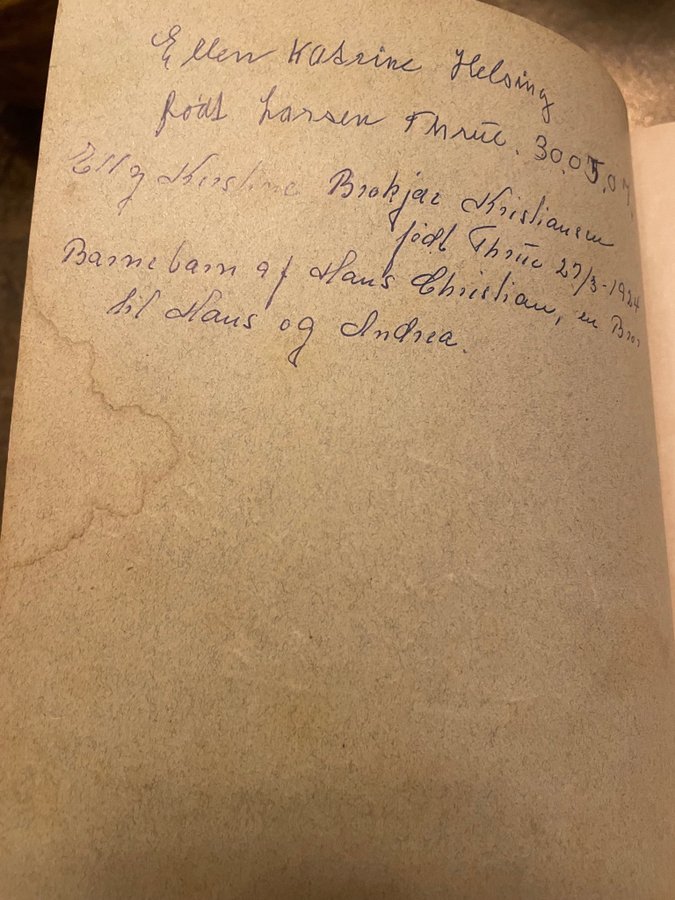 Ellen Katrine Helsing
født Larsen Thrue. 30.05.07.
Elly Kirstine Brokjær Kristiansen
født Thrue 27/3-1924
Barnebarn af Hans Christian, en Bror
til Hans og Andrea.